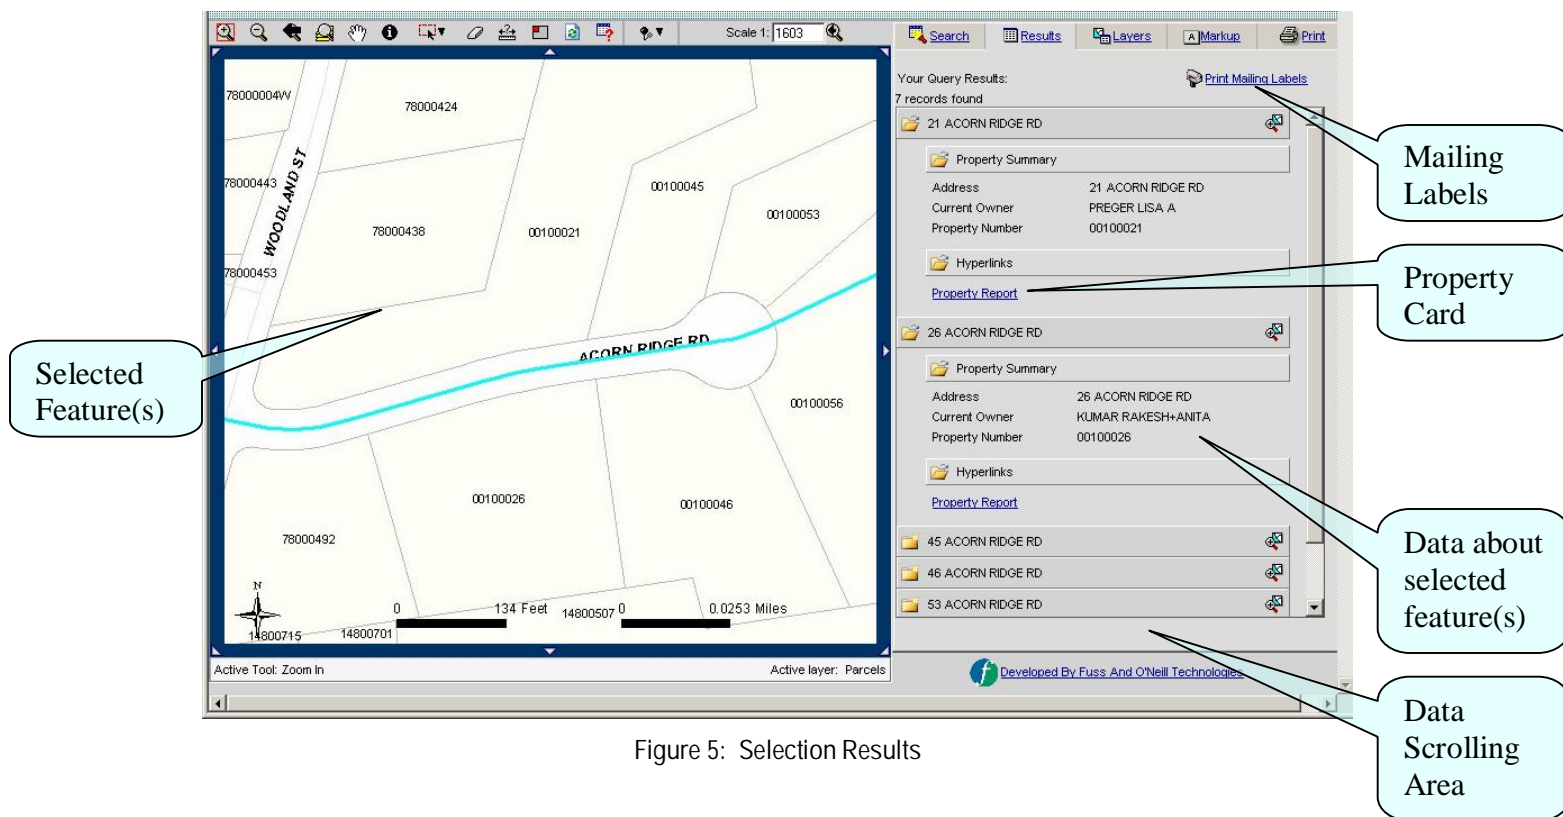 Scale 1: 1603
Search
Results
Layers
A Markup
Print
Your Query Results:
Print Mailing Labels
7 records found
21 ACORN RIDGE RD
Property Summary
Address 21 ACORN RIDGE RD
Current Owner PREGER LISA A
Property Number 00100021
Hyperlinks
Property Report
26 ACORN RIDGE RD
Property Summary
Address 26 ACORN RIDGE RD
Current Owner KUMAR RAKESH+ANITA
Property Number 00100026
Hyperlinks
Property Report
45 ACORN RIDGE RD
46 ACORN RIDGE RD
53 ACORN RIDGE RD
Developed By Fuss And O'Neill Technologies
78000004W
78000424
78000443
WOODLAND ST
00100045
00100053
78000438
00100021
78000453
ACORN RIDGE RD
00100056
00100026
00100046
78000492
N
0 134 Feet
14800507
0 0.0253 Miles
14800715
14800701
Active Tool: Zoom In
Active layer: Parcels
Selected
Feature(s)
Mailing
Labels
Property
Card
Data about
selected
feature(s)
Data
Scrolling
Area
Figure 5: Selection Results